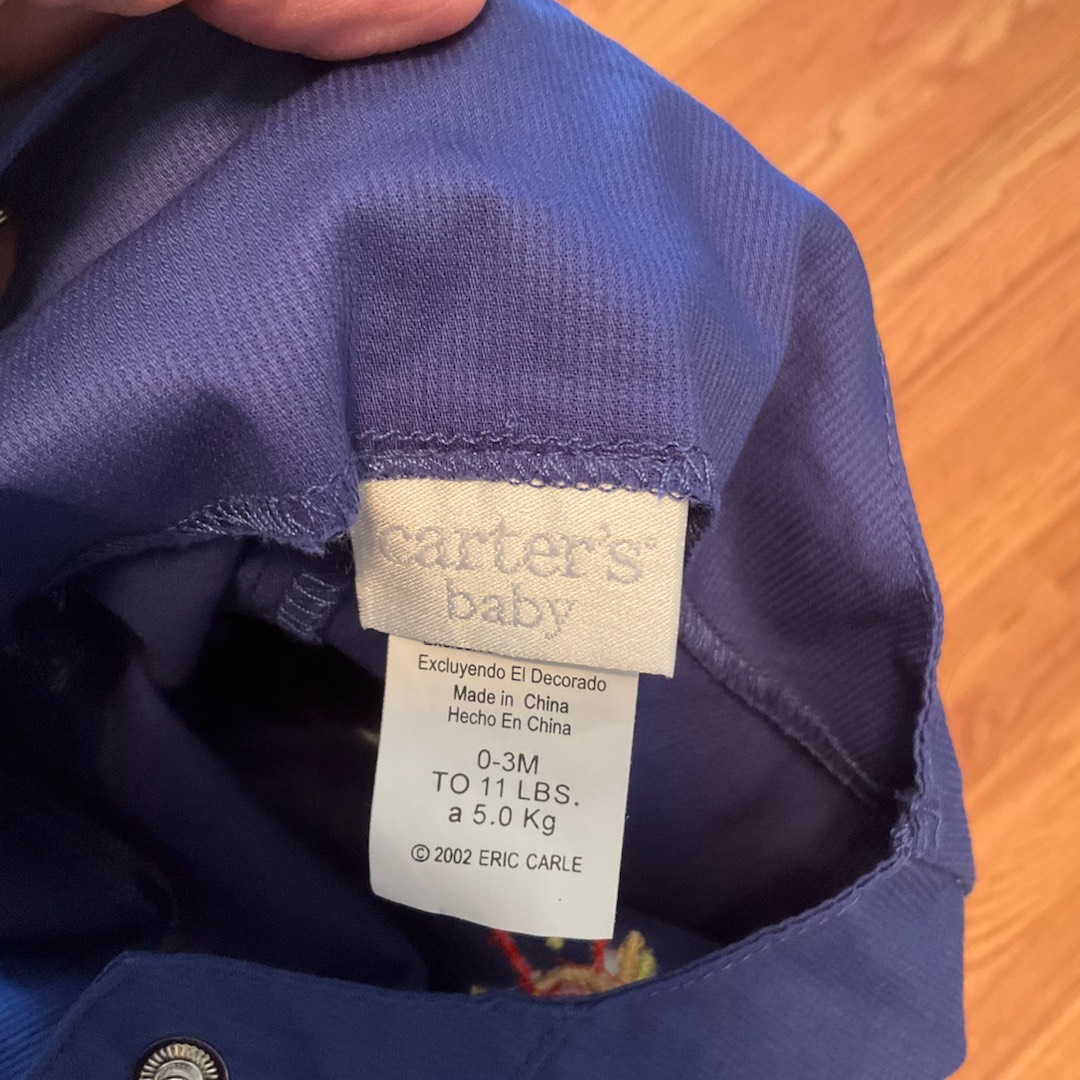 carter's™
baby
Excluyendo El Decorado
Made in China
Hecho En China
0-3M
TO 11 LBS.
a 5.0 Kg
© 2002 ERIC CARLE